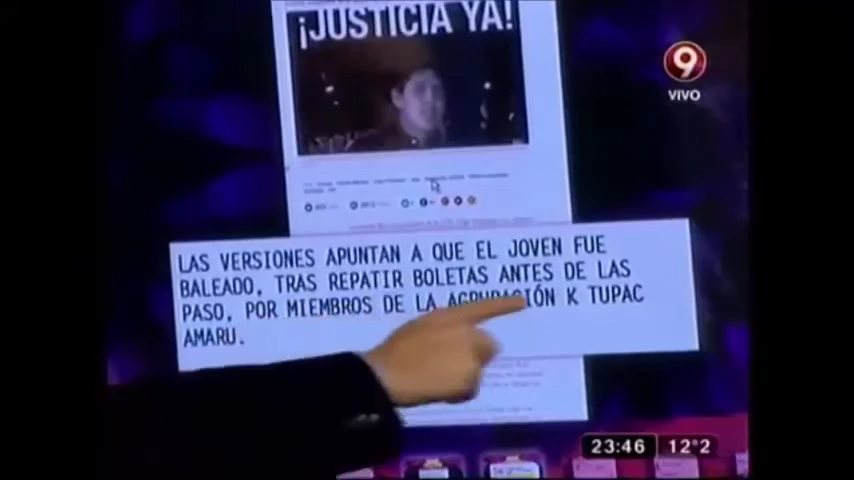 ¡JUSTICIA YA!
9
VIVO
LAS VERSIONES APUNTAN A QUE EL JOVEN FUE
BALEADO, TRAS REPATIR BOLETAS ANTES DE LAS
PASO, POR MIEMBROS DE LA AGRUPACIÓN K TUPAC
AMARU.
23:46 12°2